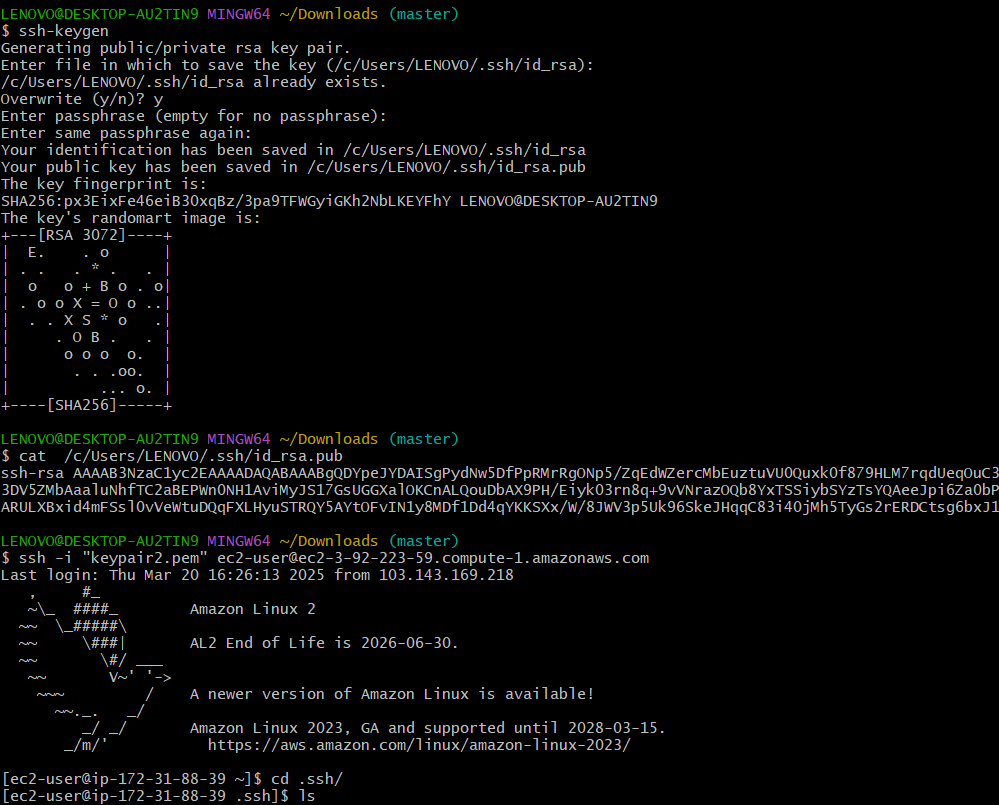 LENOVO@DESKTOP-AU2TIN9 MINGW64 ~/Downloads (master)
$ ssh-keygen
Generating public/private rsa key pair.
Enter file in which to save the key (/c/Users/LENOVO/.ssh/id_rsa):
/c/Users/LENOVO/.ssh/id_rsa already exists.
Overwrite (y/n)? y
Enter passphrase (empty for no passphrase):
Enter same passphrase again:
Your identification has been saved in /c/Users/LENOVO/.ssh/id_rsa
Your public key has been saved in /c/Users/LENOVO/.ssh/id_rsa.pub
The key fingerprint is:
SHA256:px3EixFe46eiB3OxqBz/3pa9TFWGyiGKh2NbLKEYFhY LENOVO@DESKTOP-AU2TIN9
The key's randomart image is:
+---[RSA 3072]----+
|  E.    . o      |
| . .   . * .   . |
|  o   o + B o . o|
| . o o X = O o ..|
|  . . X S * o   .|
|     . O B .   . |
|      o o o  o.  |
|       . . .oo.  |
|          ... o. |
+----[SHA256]-----+
LENOVO@DESKTOP-AU2TIN9 MINGW64 ~/Downloads (master)
$ cat  /c/Users/LENOVO/.ssh/id_rsa.pub
ssh-rsa AAAAB3NzaC1yc2EAAAADAQABAAABgQDYpeJYDAISgPydNw5DfPpRMrRgONp5/ZqEdWZercMbEuztuVU0Quxk0f879HLM7rqdUeqOuC3
3DV5ZMbAaaluNhfTC2aBEPWn0NH1AviMyJS17GsUGGXalOKCnALQouDbAX9PH/Eiyk03rn8q+9vVNrazOQb8YxTSSiybSYzTsYQAeeJpi6Za0bP
ARULXBxid4mFSslOvVeWtuDQqFXLHyuSTRQY5AYtOFvIN1y8MDf1Dd4qYKKSXx/W/8JWV3p5Uk96SkeJHqqC83i4OjMh5TyGs2rERDCtsg6bxJ1
LENOVO@DESKTOP-AU2TIN9 MINGW64 ~/Downloads (master)
$ ssh -i "keypair2.pem" ec2-user@ec2-3-92-223-59.compute-1.amazonaws.com
Last login: Thu Mar 20 16:26:13 2025 from 103.143.169.218
   ,     #_
   ~\_  ####_        Amazon Linux 2
  ~~  \_#####\
  ~~     \###|       AL2 End of Life is 2026-06-30.
  ~~       \#/ ___
   ~~       V~' '->
    ~~~         /    A newer version of Amazon Linux is available!
      ~~._.   _/
         _/ _/       Amazon Linux 2023, GA and supported until 2028-03-15.
       _/m/'           https://aws.amazon.com/linux/amazon-linux-2023/
[ec2-user@ip-172-31-88-39 ~]$ cd .ssh/
[ec2-user@ip-172-31-88-39 .ssh]$ ls